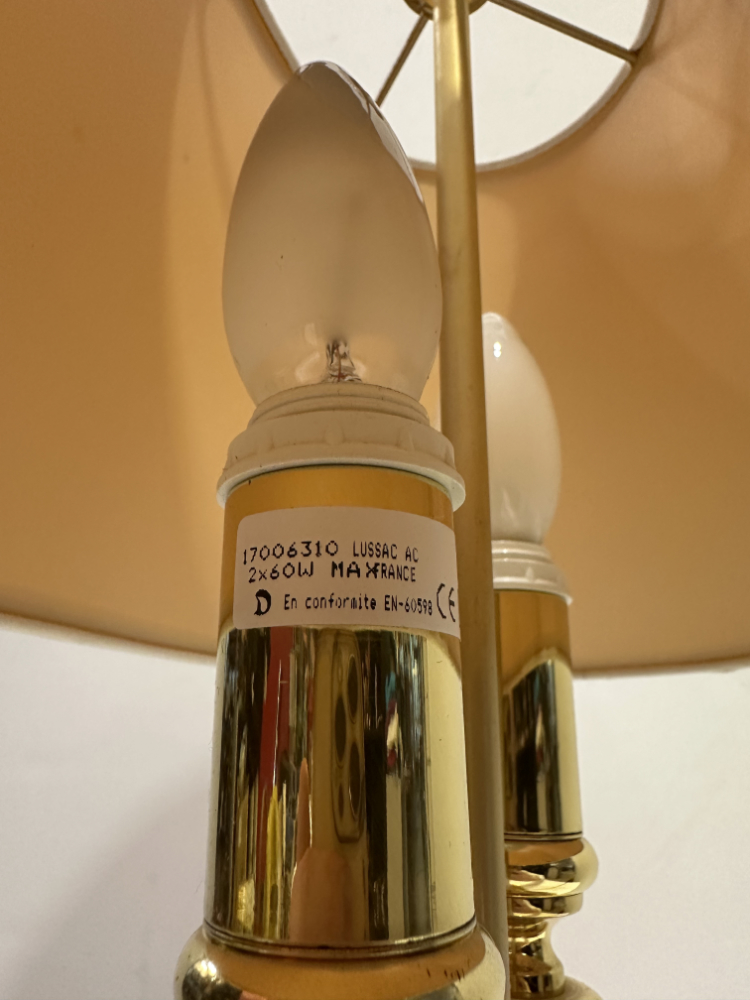 17006310 LUSSAC AC
2x60W MAX FRANCE
D En conformite EN-60598 CE